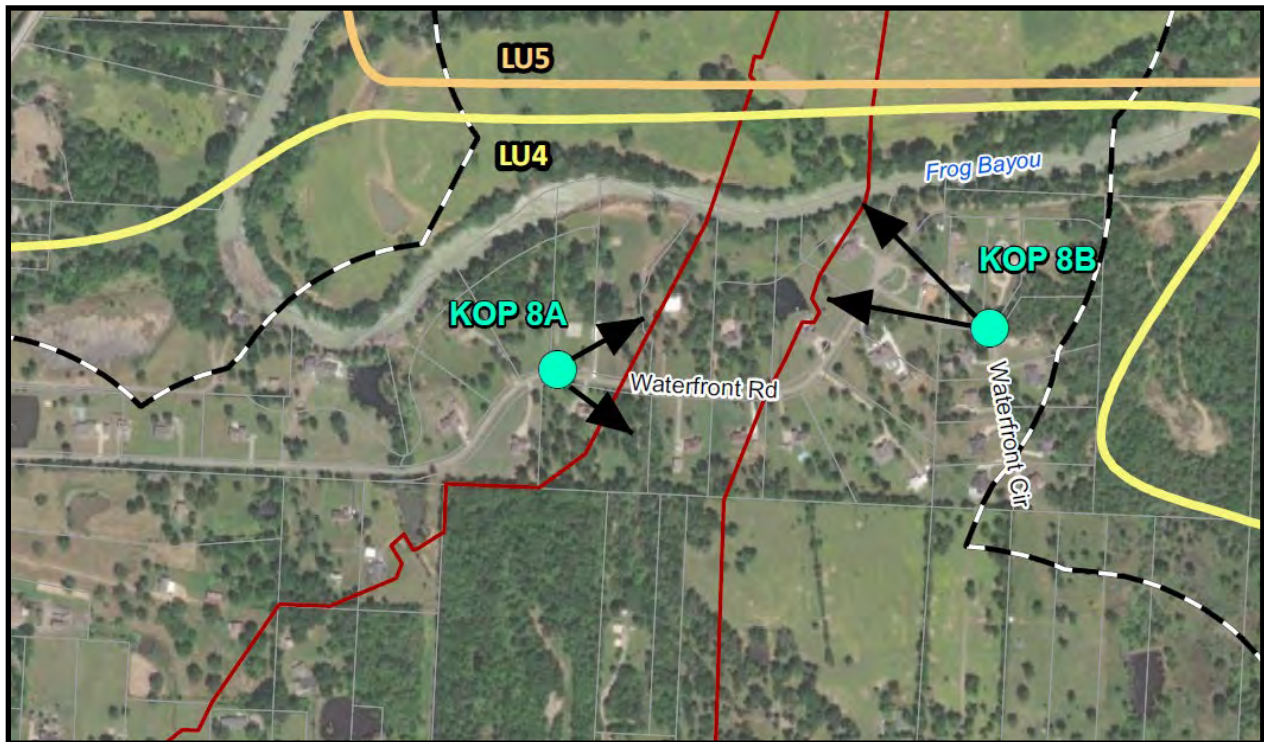 LU5
LU4
Frog Bayou
KOP 8B
KOP 8A
Waterfront Rd
Waterfront Cir